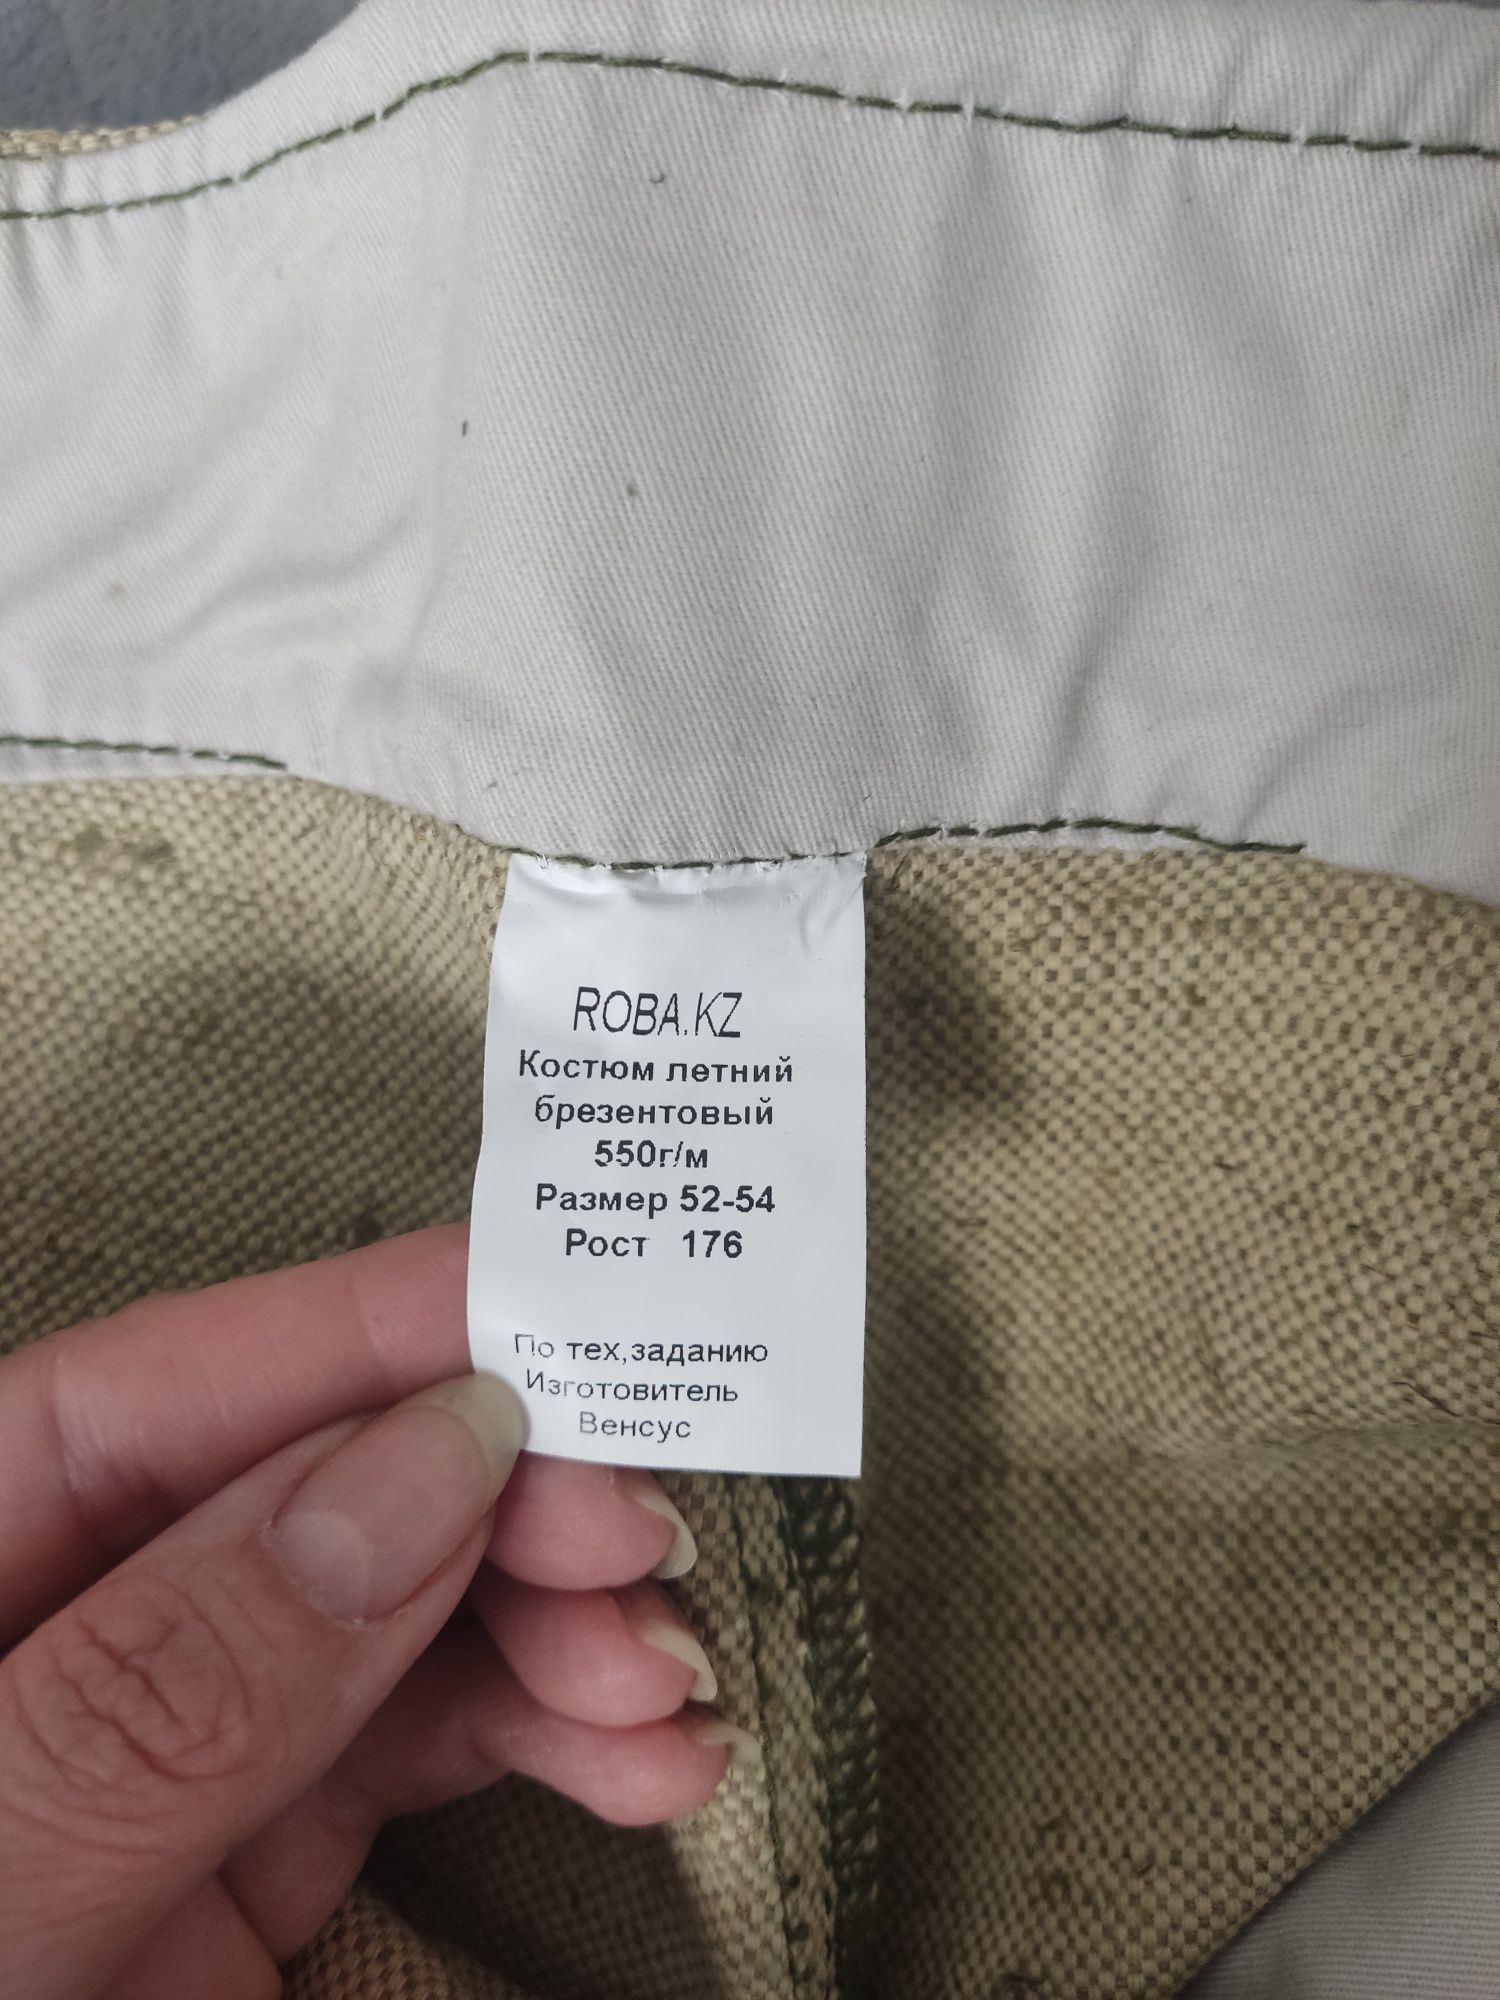 ROBA.KZ
Костюм летний
брезентовый
550г/м
Размер 52-54
Рост 176
По тех,заданию
Изготовитель
Венсус